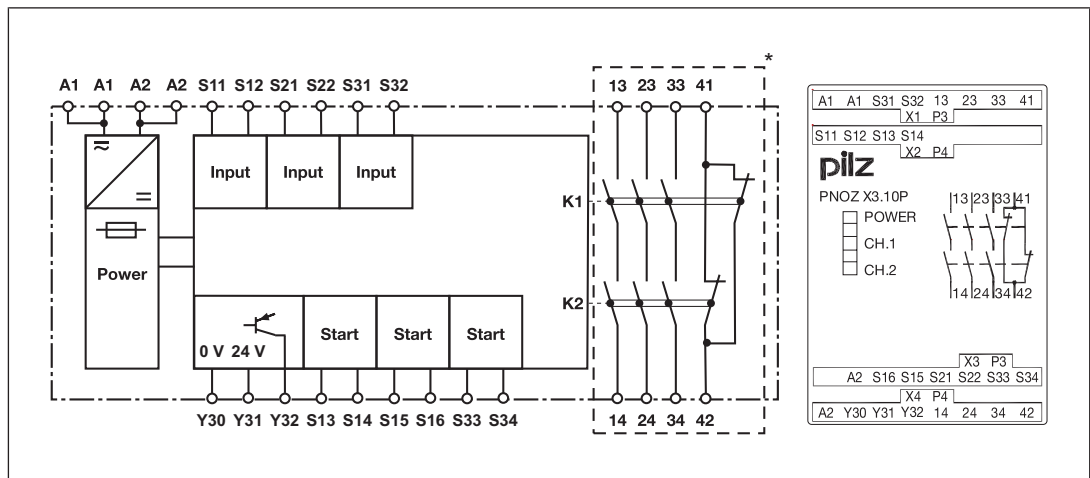 *
A1 A1 A2 A2 S11 S12 S21 S22 S31 S32 13 23 33 41
Input Input Input
K1
Power
K2
Start Start Start
0 V 24 V
Y30 Y31 Y32 S13 S14 S15 S16 S33 S34 14 24 34 42
A1 A1 S31 S32 13 23 33 41
X1 P3
S11 S12 S13 S14
X2 P4
pilz
PNOZ X3.10P
POWER
CH.1
CH.2
13 23 33 41
14 24 34 42
X3 P3
A2 S16 S15 S21 S22 S33 S34
X4 P4
A2 Y30 Y31 Y32 14 24 34 42